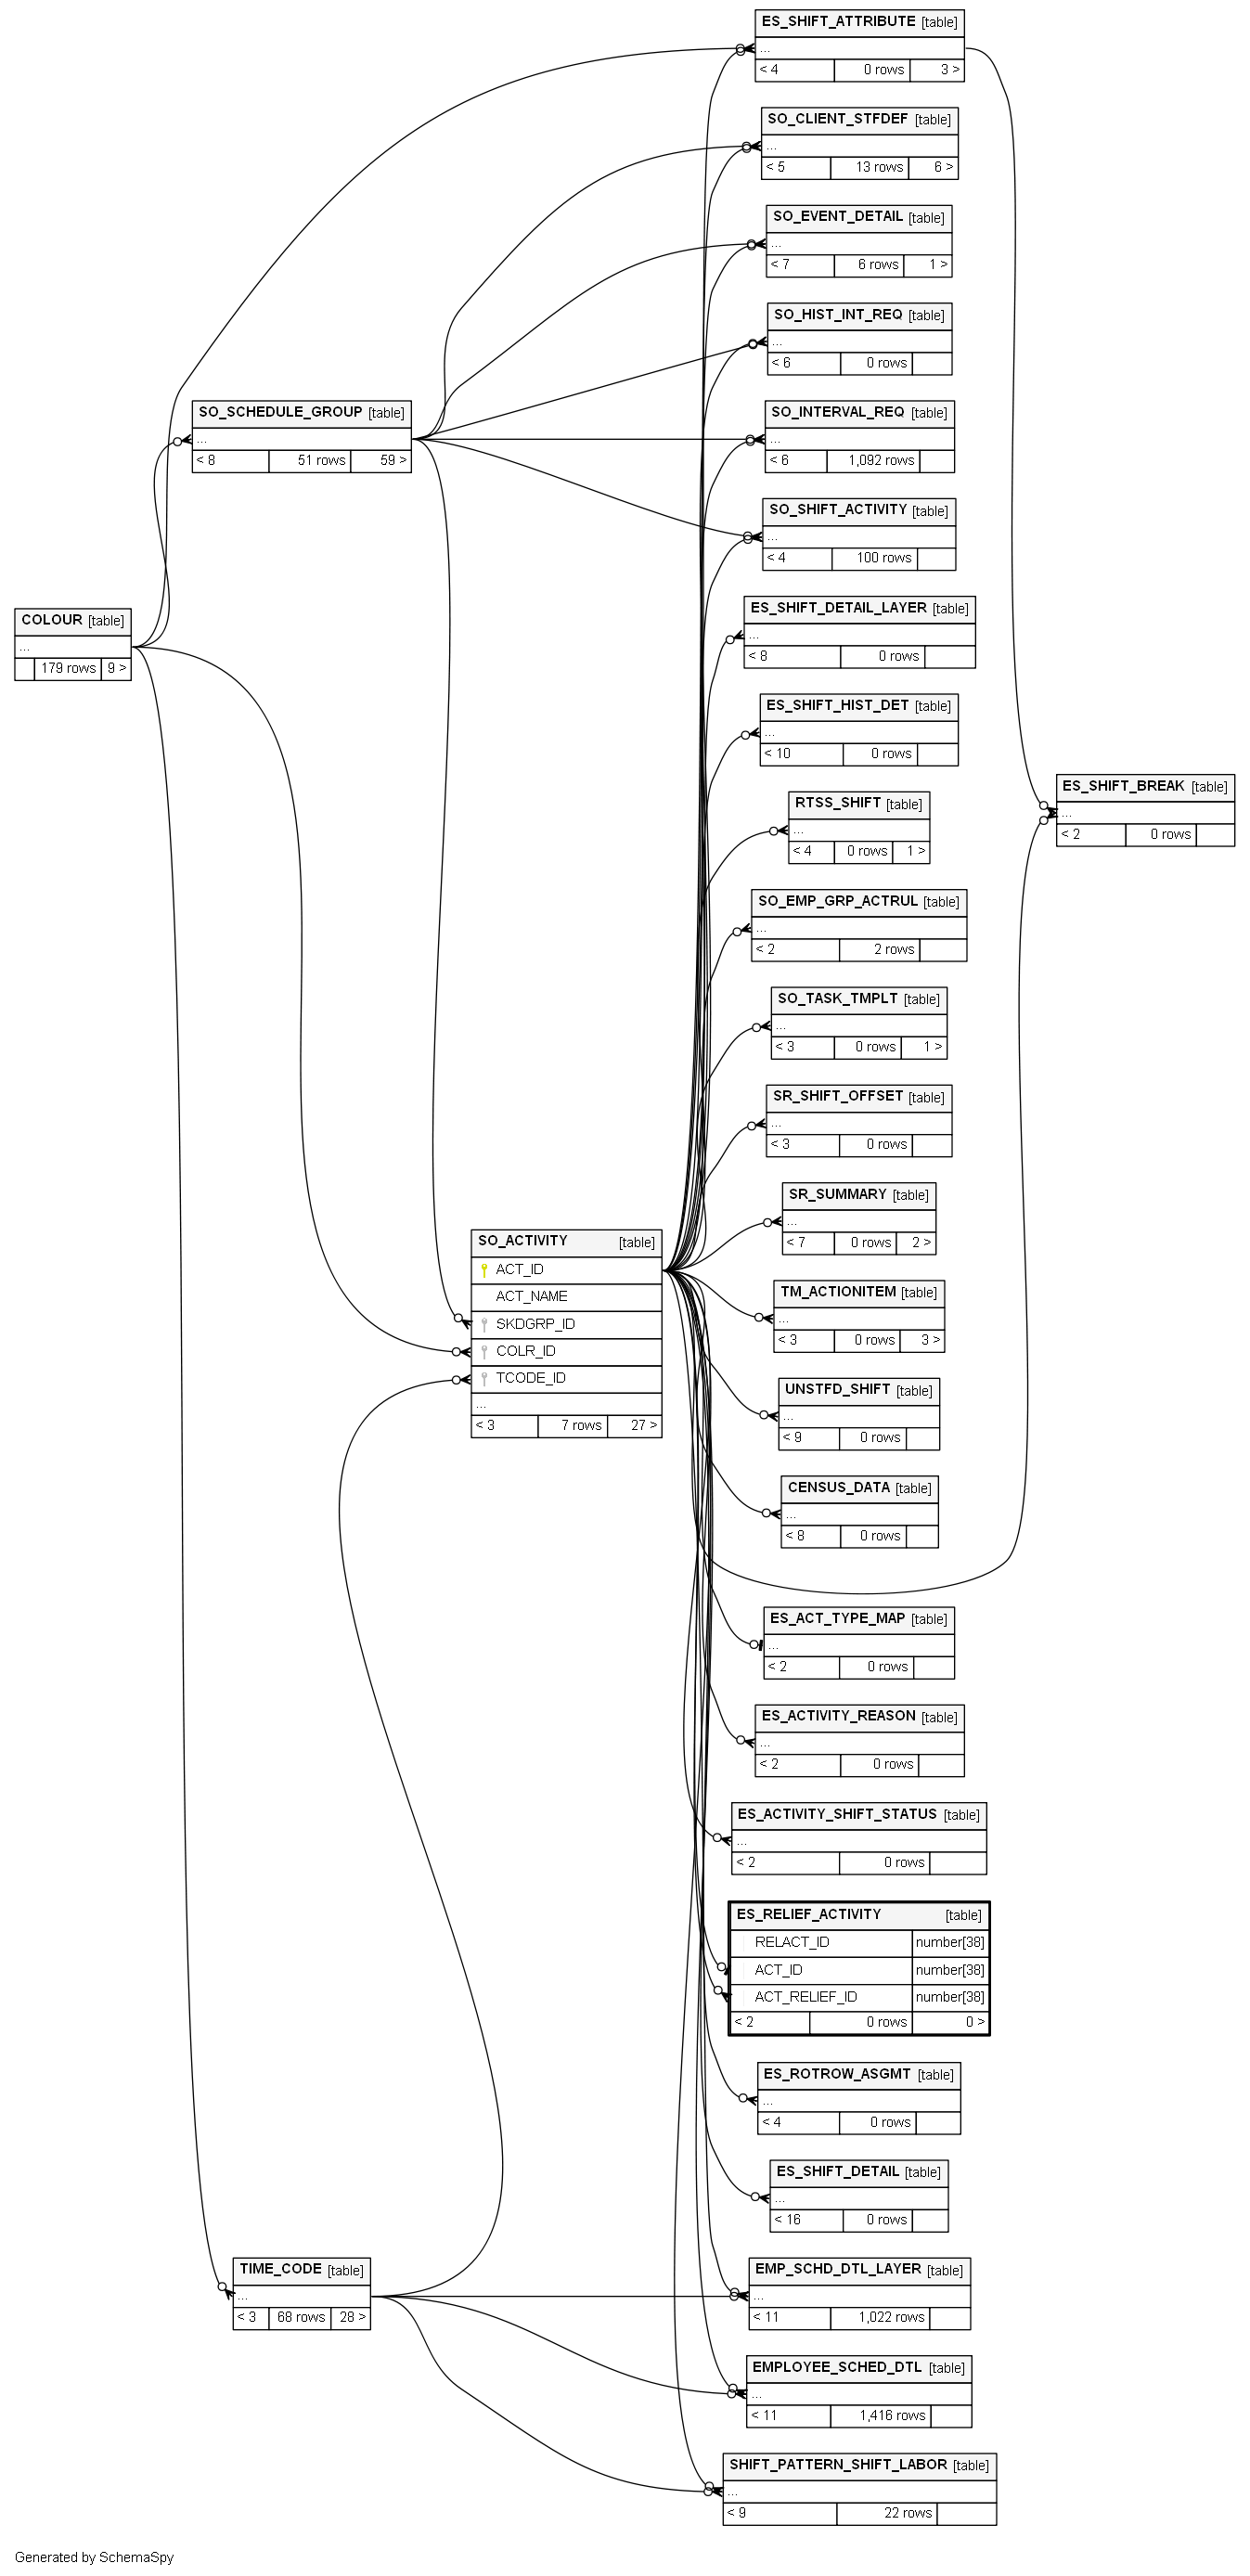 ES_SHIFT_ATTRIBUTE [table]
...
< 4 0 rows 3 >
SO_CLIENT_STFDEF [table]
...
< 5 13 rows 6 >
SO_EVENT_DETAIL [table]
...
< 7 6 rows 1 >
SO_HIST_INT_REQ [table]
...
< 6 0 rows
SO_SCHEDULE_GROUP [table]
...
< 8 51 rows 59 >
SO_INTERVAL_REQ [table]
...
< 6 1,092 rows
SO_SHIFT_ACTIVITY [table]
...
< 4 100 rows
COLOUR [table]
...
179 rows 9 >
ES_SHIFT_DETAIL_LAYER [table]
...
< 8 0 rows
ES_SHIFT_HIST_DET [table]
...
< 10 0 rows
ES_SHIFT_BREAK [table]
...
< 2 0 rows
RTSS_SHIFT [table]
...
< 4 0 rows 1 >
SO_EMP_GRP_ACTRUL [table]
...
< 2 2 rows
SO_TASK_TMPLT [table]
...
< 3 0 rows 1 >
SR_SHIFT_OFFSET [table]
...
< 3 0 rows
SR_SUMMARY [table]
...
< 7 0 rows 2 >
SO_ACTIVITY [table]
ACT_ID
ACT_NAME
SKDGRP_ID
COLR_ID
TCODE_ID
...
< 3 7 rows 27 >
TM_ACTIONITEM [table]
...
< 3 0 rows 3 >
UNSTFD_SHIFT [table]
...
< 9 0 rows
CENSUS_DATA [table]
...
< 8 0 rows
ES_ACT_TYPE_MAP [table]
...
< 2 0 rows
ES_ACTIVITY_REASON [table]
...
< 2 0 rows
ES_ACTIVITY_SHIFT_STATUS [table]
...
< 2 0 rows
ES_RELIEF_ACTIVITY [table]
RELACT_ID number[38]
ACT_ID number[38]
ACT_RELIEF_ID number[38]
< 2 0 rows 0 >
ES_ROTROW_ASGMT [table]
...
< 4 0 rows
ES_SHIFT_DETAIL [table]
...
< 16 0 rows
TIME_CODE [table]
...
< 3 68 rows 28 >
EMP_SCHD_DTL_LAYER [table]
...
< 11 1,022 rows
EMPLOYEE_SCHED_DTL [table]
...
< 11 1,416 rows
SHIFT_PATTERN_SHIFT_LABOR [table]
...
< 9 22 rows
Generated by SchemaSpy